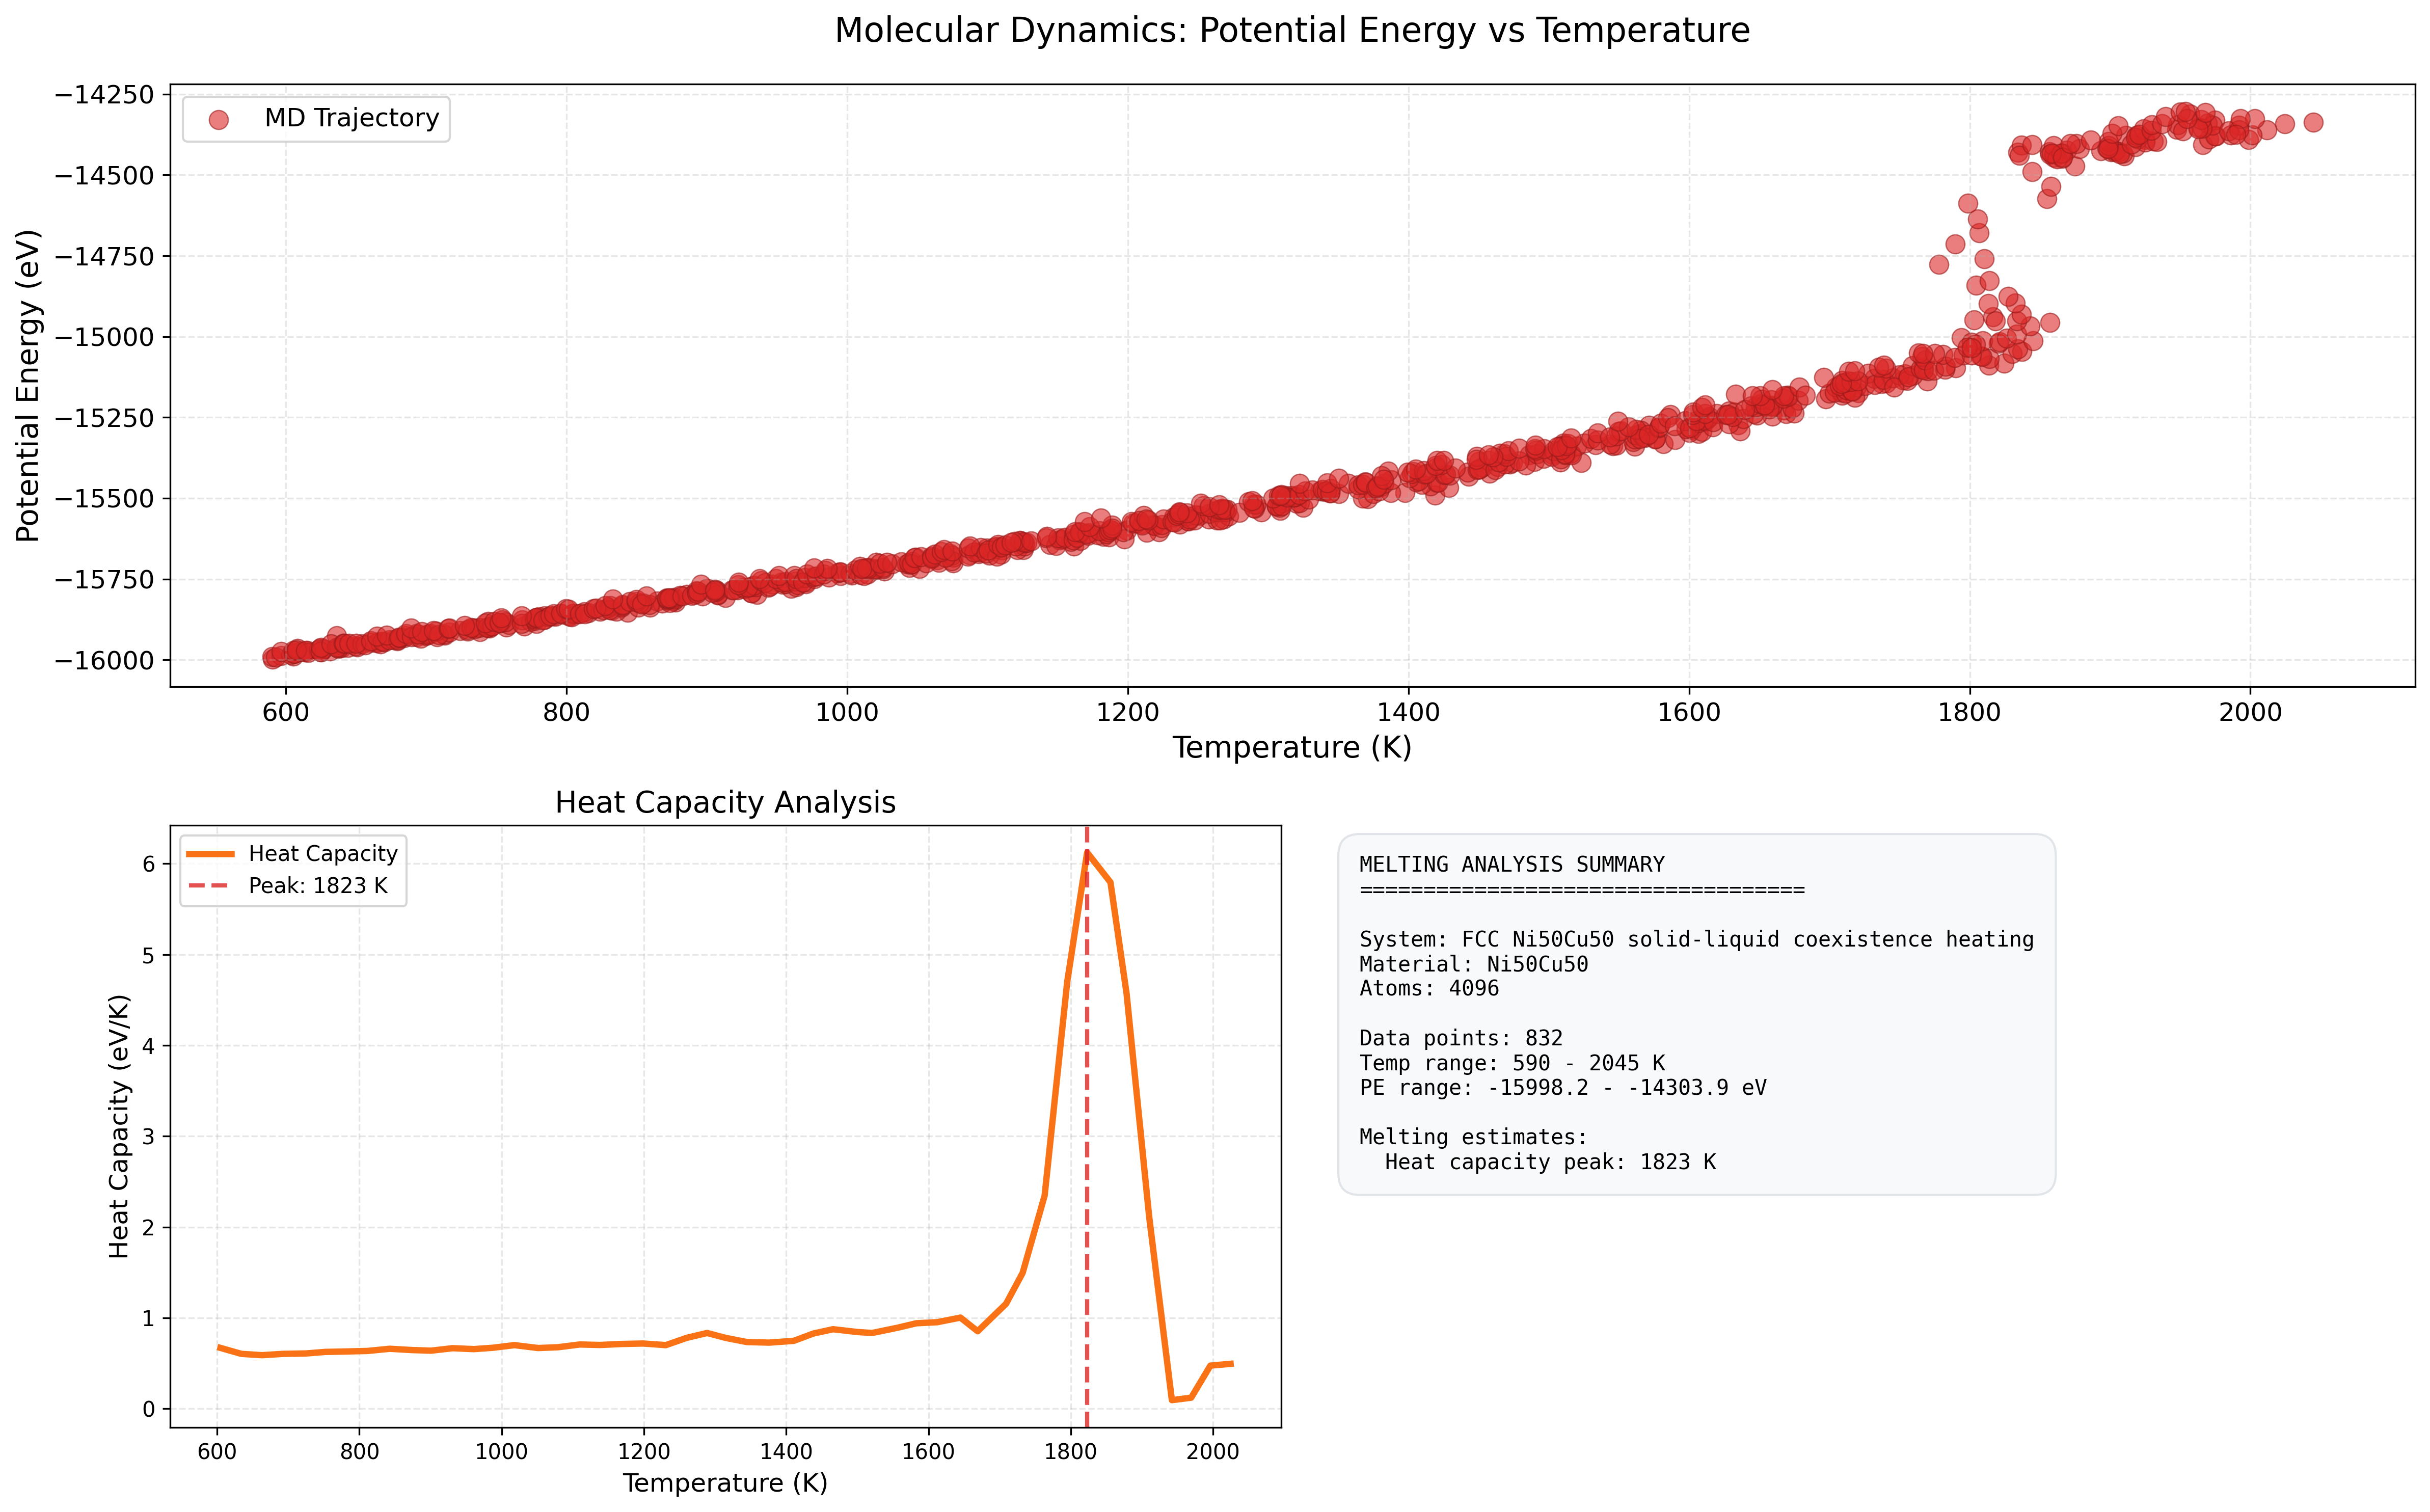 Molecular Dynamics: Potential Energy vs Temperature
−14250
−14500
−14750
−15000
−15250
−15500
−15750
−16000
Potential Energy (eV)
MD Trajectory
600 800 1000 1200 1400 1600 1800 2000
Temperature (K)
Heat Capacity Analysis
Heat Capacity
Peak: 1823 K
6
5
4
3
2
1
0
Heat Capacity (eV/K)
600 800 1000 1200 1400 1600 1800 2000
Temperature (K)
MELTING ANALYSIS SUMMARY
===================================
System: FCC Ni50Cu50 solid-liquid coexistence heating
Material: Ni50Cu50
Atoms: 4096
Data points: 832
Temp range: 590 - 2045 K
PE range: -15998.2 - -14303.9 eV
Melting estimates:
Heat capacity peak: 1823 K